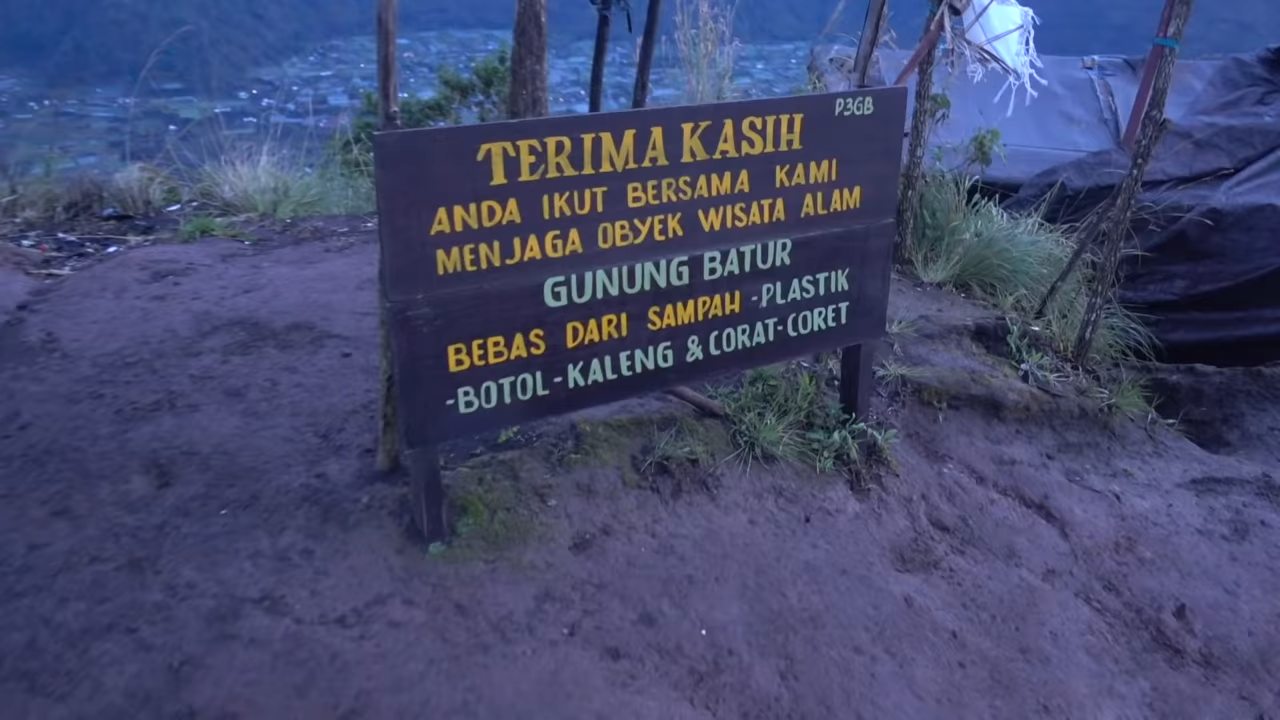 P3GB
TERIMA KASIH
ANDA IKUT BERSAMA KAMI
MENJAGA OBYEK WISATA ALAM
GUNUNG BATUR
BEBAS DARI SAMPAH -PLASTIK
-BOTOL-KALENG & CORAT-CORET